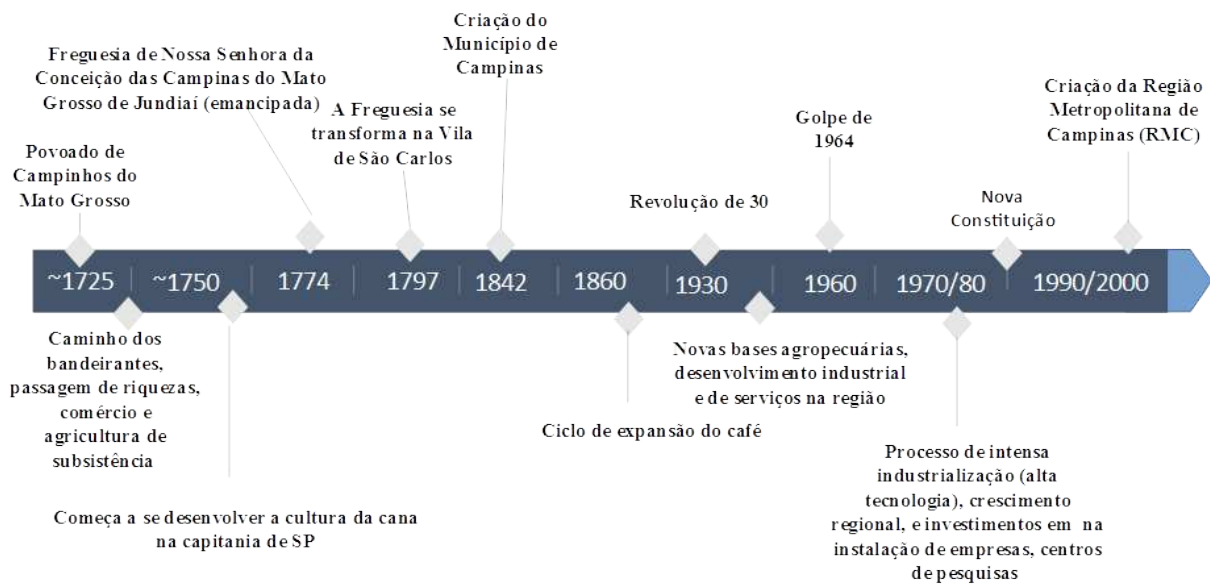 Povoado de
Campinhos do
Mato Grosso
Freguesia de Nossa Senhora da
Conceição das Campinas do Mato
Grosso de Jundiaí (emancipada)
A Freguesia se
transforma na Vila
de São Carlos
Criação do
Município de
Campinas
Revolução de 30
Golpe de
1964
Nova
Constituição
Criação da Região
Metropolitana de
Campinas (RMC)
~1725
~1750
1774
1797
1842
1860
1930
1960
1970/80
1990/2000
Caminho dos
bandeirantes,
passagem de riquezas,
comércio e
agricultura de
subsistência
Começa a se desenvolver a cultura da cana
na capitania de SP
Ciclo de expansão do café
Novas bases agropecuárias,
desenvolvimento industrial
e de serviços na região
Processo de intensa
industrialização (alta
tecnologia), crescimento
regional, e investimentos em na
instalação de empresas, centros
de pesquisas